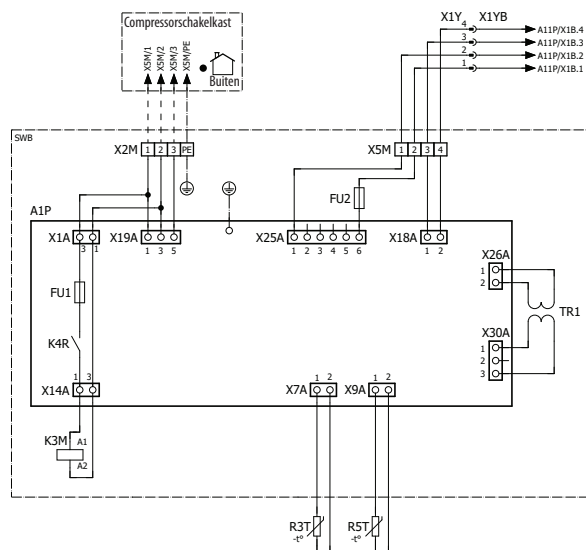 Compressorschakelkast
X5M/1 X5M/2 X5M/3 X5M/PE
Buiten
X1Y X1YB
4 A11P/X1B.4
3 A11P/X1B.3
2 A11P/X1B.2
1 A11P/X1B.1
SWB
X2M 1 2 3 PE
X5M 1 2 3 4
FU2
A1P
X1A X19A X25A X18A
3 1 1 3 5 1 2 3 4 5 6 1 2
X26A
1
2
FU1
TR1
K4R
X30A
1
2
3
1 3 1 2 1 2
X14A X7A X9A
K3M A1
A2
R3T R5T
-t° -t°